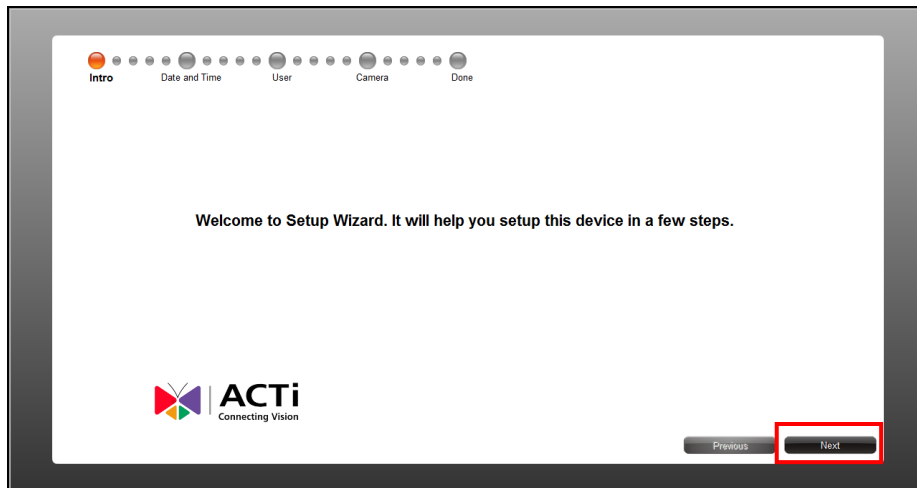 Intro Date and Time User Camera Done
Welcome to Setup Wizard. It will help you setup this device in a few steps.
ACTi
Connecting Vision
Previous Next